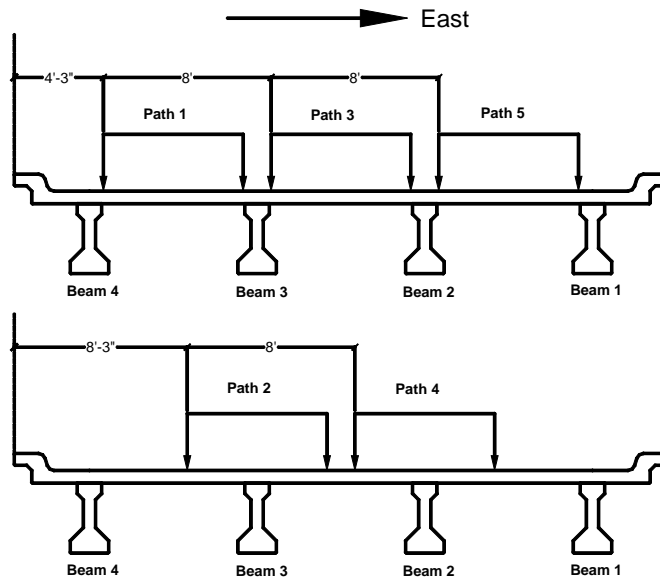 East
4'-3" 8' 8'
Path 1 Path 3 Path 5
Beam 4 Beam 3 Beam 2 Beam 1
8'-3" 8'
Path 2 Path 4
Beam 4 Beam 3 Beam 2 Beam 1